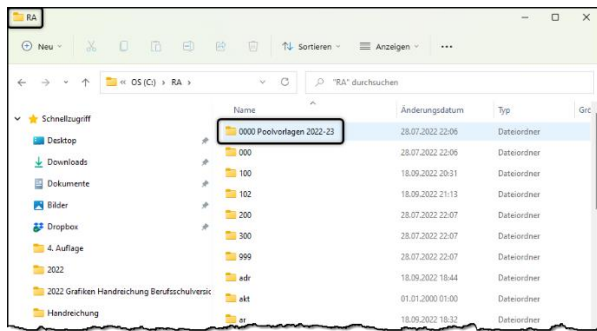 RA
Neu
Sortieren
Anzeigen
...
« OS (C:) › RA ›
"RA" durchsuchen
Name Änderungsdatum Typ Grö
Schnellzugriff
Desktop
Downloads
Dokumente
Bilder
Dropbox
4. Auflage
2022
2022 Grafiken Handreichung Berufsschulversic
Handreichung
0000 Poolvorlagen 2022-23 28.07.2022 22:06 Dateiordner
000 28.07.2022 22:06 Dateiordner
100 18.09.2022 20:31 Dateiordner
102 18.09.2022 21:13 Dateiordner
200 28.07.2022 22:07 Dateiordner
300 28.07.2022 22:07 Dateiordner
999 28.07.2022 22:07 Dateiordner
adr 18.09.2022 18:44 Dateiordner
akt 01.01.2000 01:00 Dateiordner
ar 18.09.2022 18:32 Dateiordner